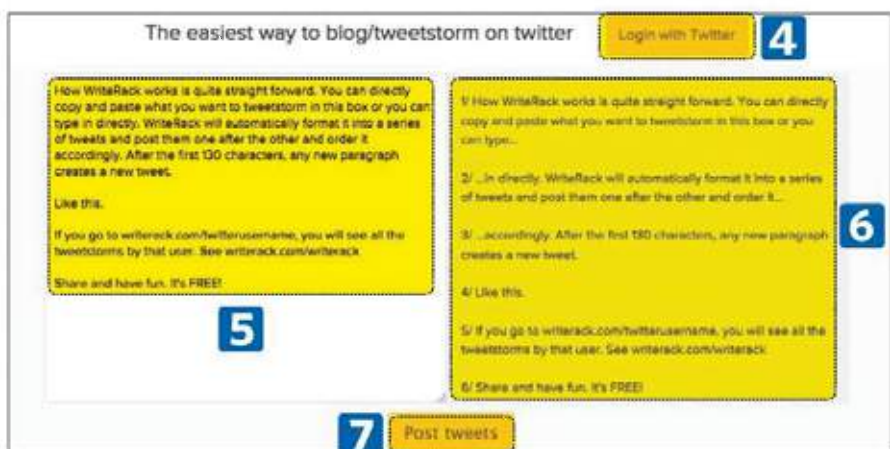 The easiest way to blog/tweetstorm on twitter
Login with Twitter
4
How WriteRack works is quite straight forward. You can directly
copy and paste what you want to tweetstorm in this box or you can
type in directly. WriteRack will automatically format it into a series
of tweets and post them one after the other and order it
accordingly. After the first 130 characters, any new paragraph
creates a new tweet.
Like this.
If you go to writerack.com/twitterusername, you will see all the
tweetstorms by that user. See writerack.com/writerack
Share and have fun. It's FREE!
5
1/ How WriteRack works is quite straight forward. You can directly
copy and paste what you want to tweetstorm in this box or you
can type...
2/ ...in directly. WriteRack will automatically format it into a series
of tweets and post them one after the other and order it...
3/ ...accordingly. After the first 130 characters, any new paragraph
creates a new tweet.
4/ Like this.
5/ If you go to writerack.com/twitterusername, you will see all the
tweetstorms by that user. See writerack.com/writerack
6/ Share and have fun. It's FREE!
6
7
Post tweets